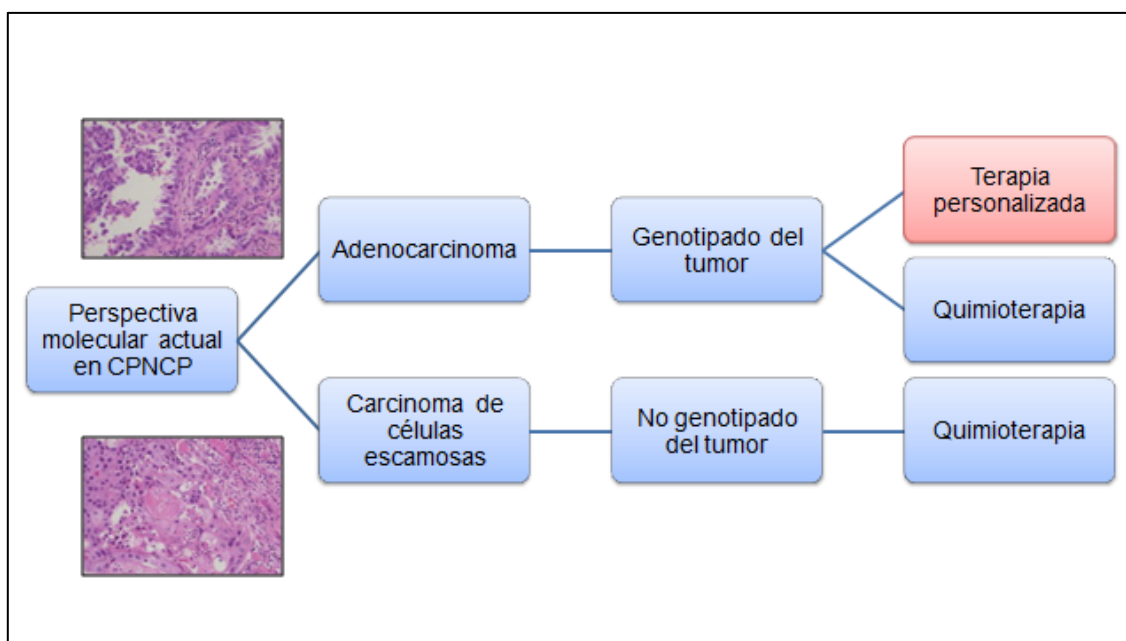 Perspectiva
molecular actual
en CPNCP
Adenocarcinoma
Genotipado del
tumor
Terapia
personalizada
Quimioterapia
Carcinoma de
células
escamosas
No genotipado
del tumor
Quimioterapia